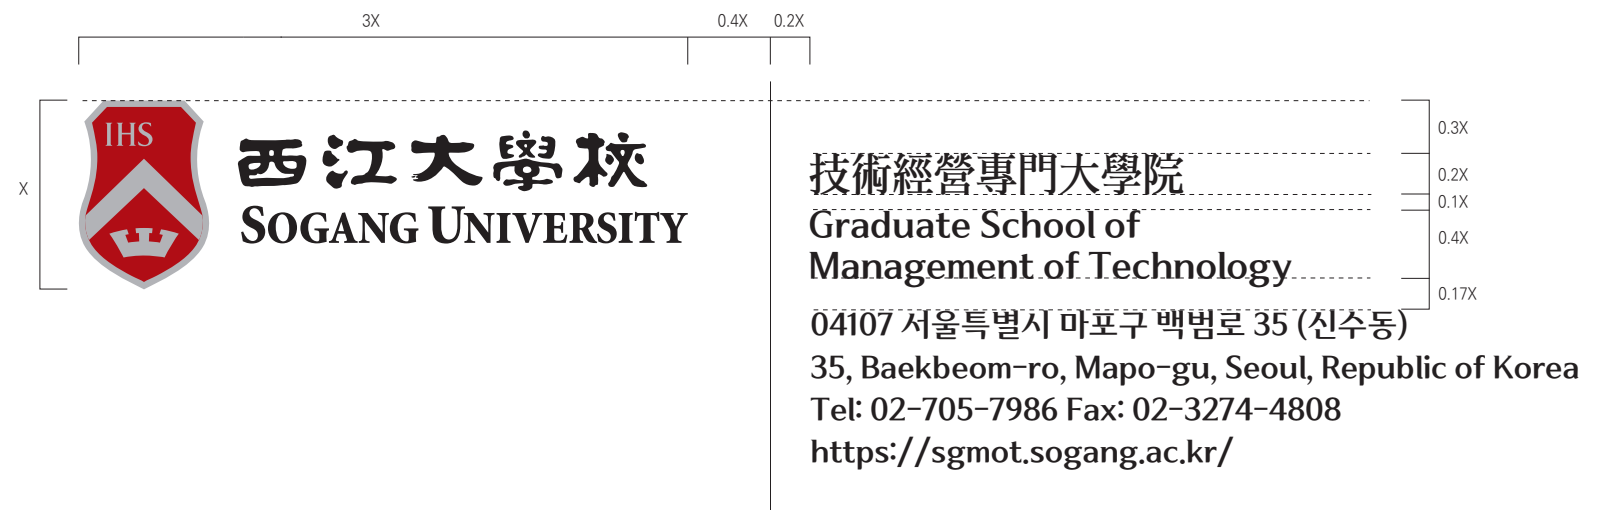 3X
0.4X
0.2X
X
IHS
西江大學校
SOGANG UNIVERSITY
技術經營專門大學院
Graduate School of
Management of Technology
04107 서울특별시 마포구 백범로 35 (신수동)
35, Baekbeom-ro, Mapo-gu, Seoul, Republic of Korea
Tel: 02-705-7986 Fax: 02-3274-4808
https://sgmot.sogang.ac.kr/
0.3X
0.2X
0.1X
0.4X
0.17X